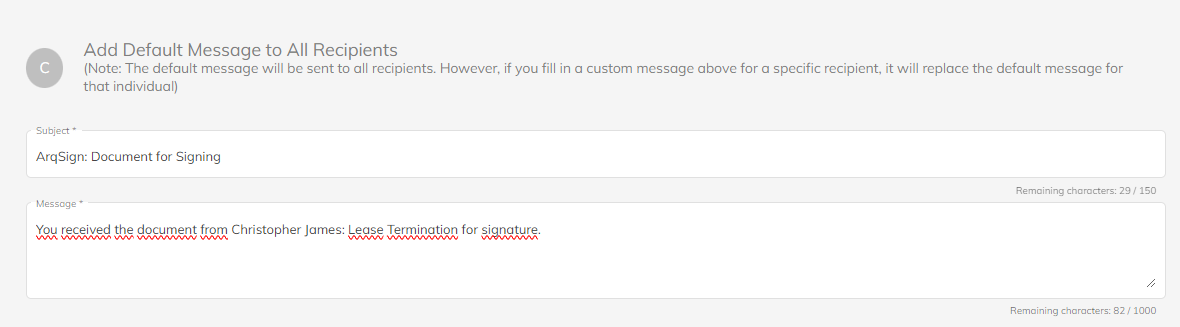 C
Add Default Message to All Recipients
(Note: The default message will be sent to all recipients. However, if you fill in a custom message above for a specific recipient, it will replace the default message for
that individual)
Subject *
ArqSign: Document for Signing
Remaining characters: 29 / 150
Message *
You received the document from Christopher James: Lease Termination for signature.
Remaining characters: 82 / 1000